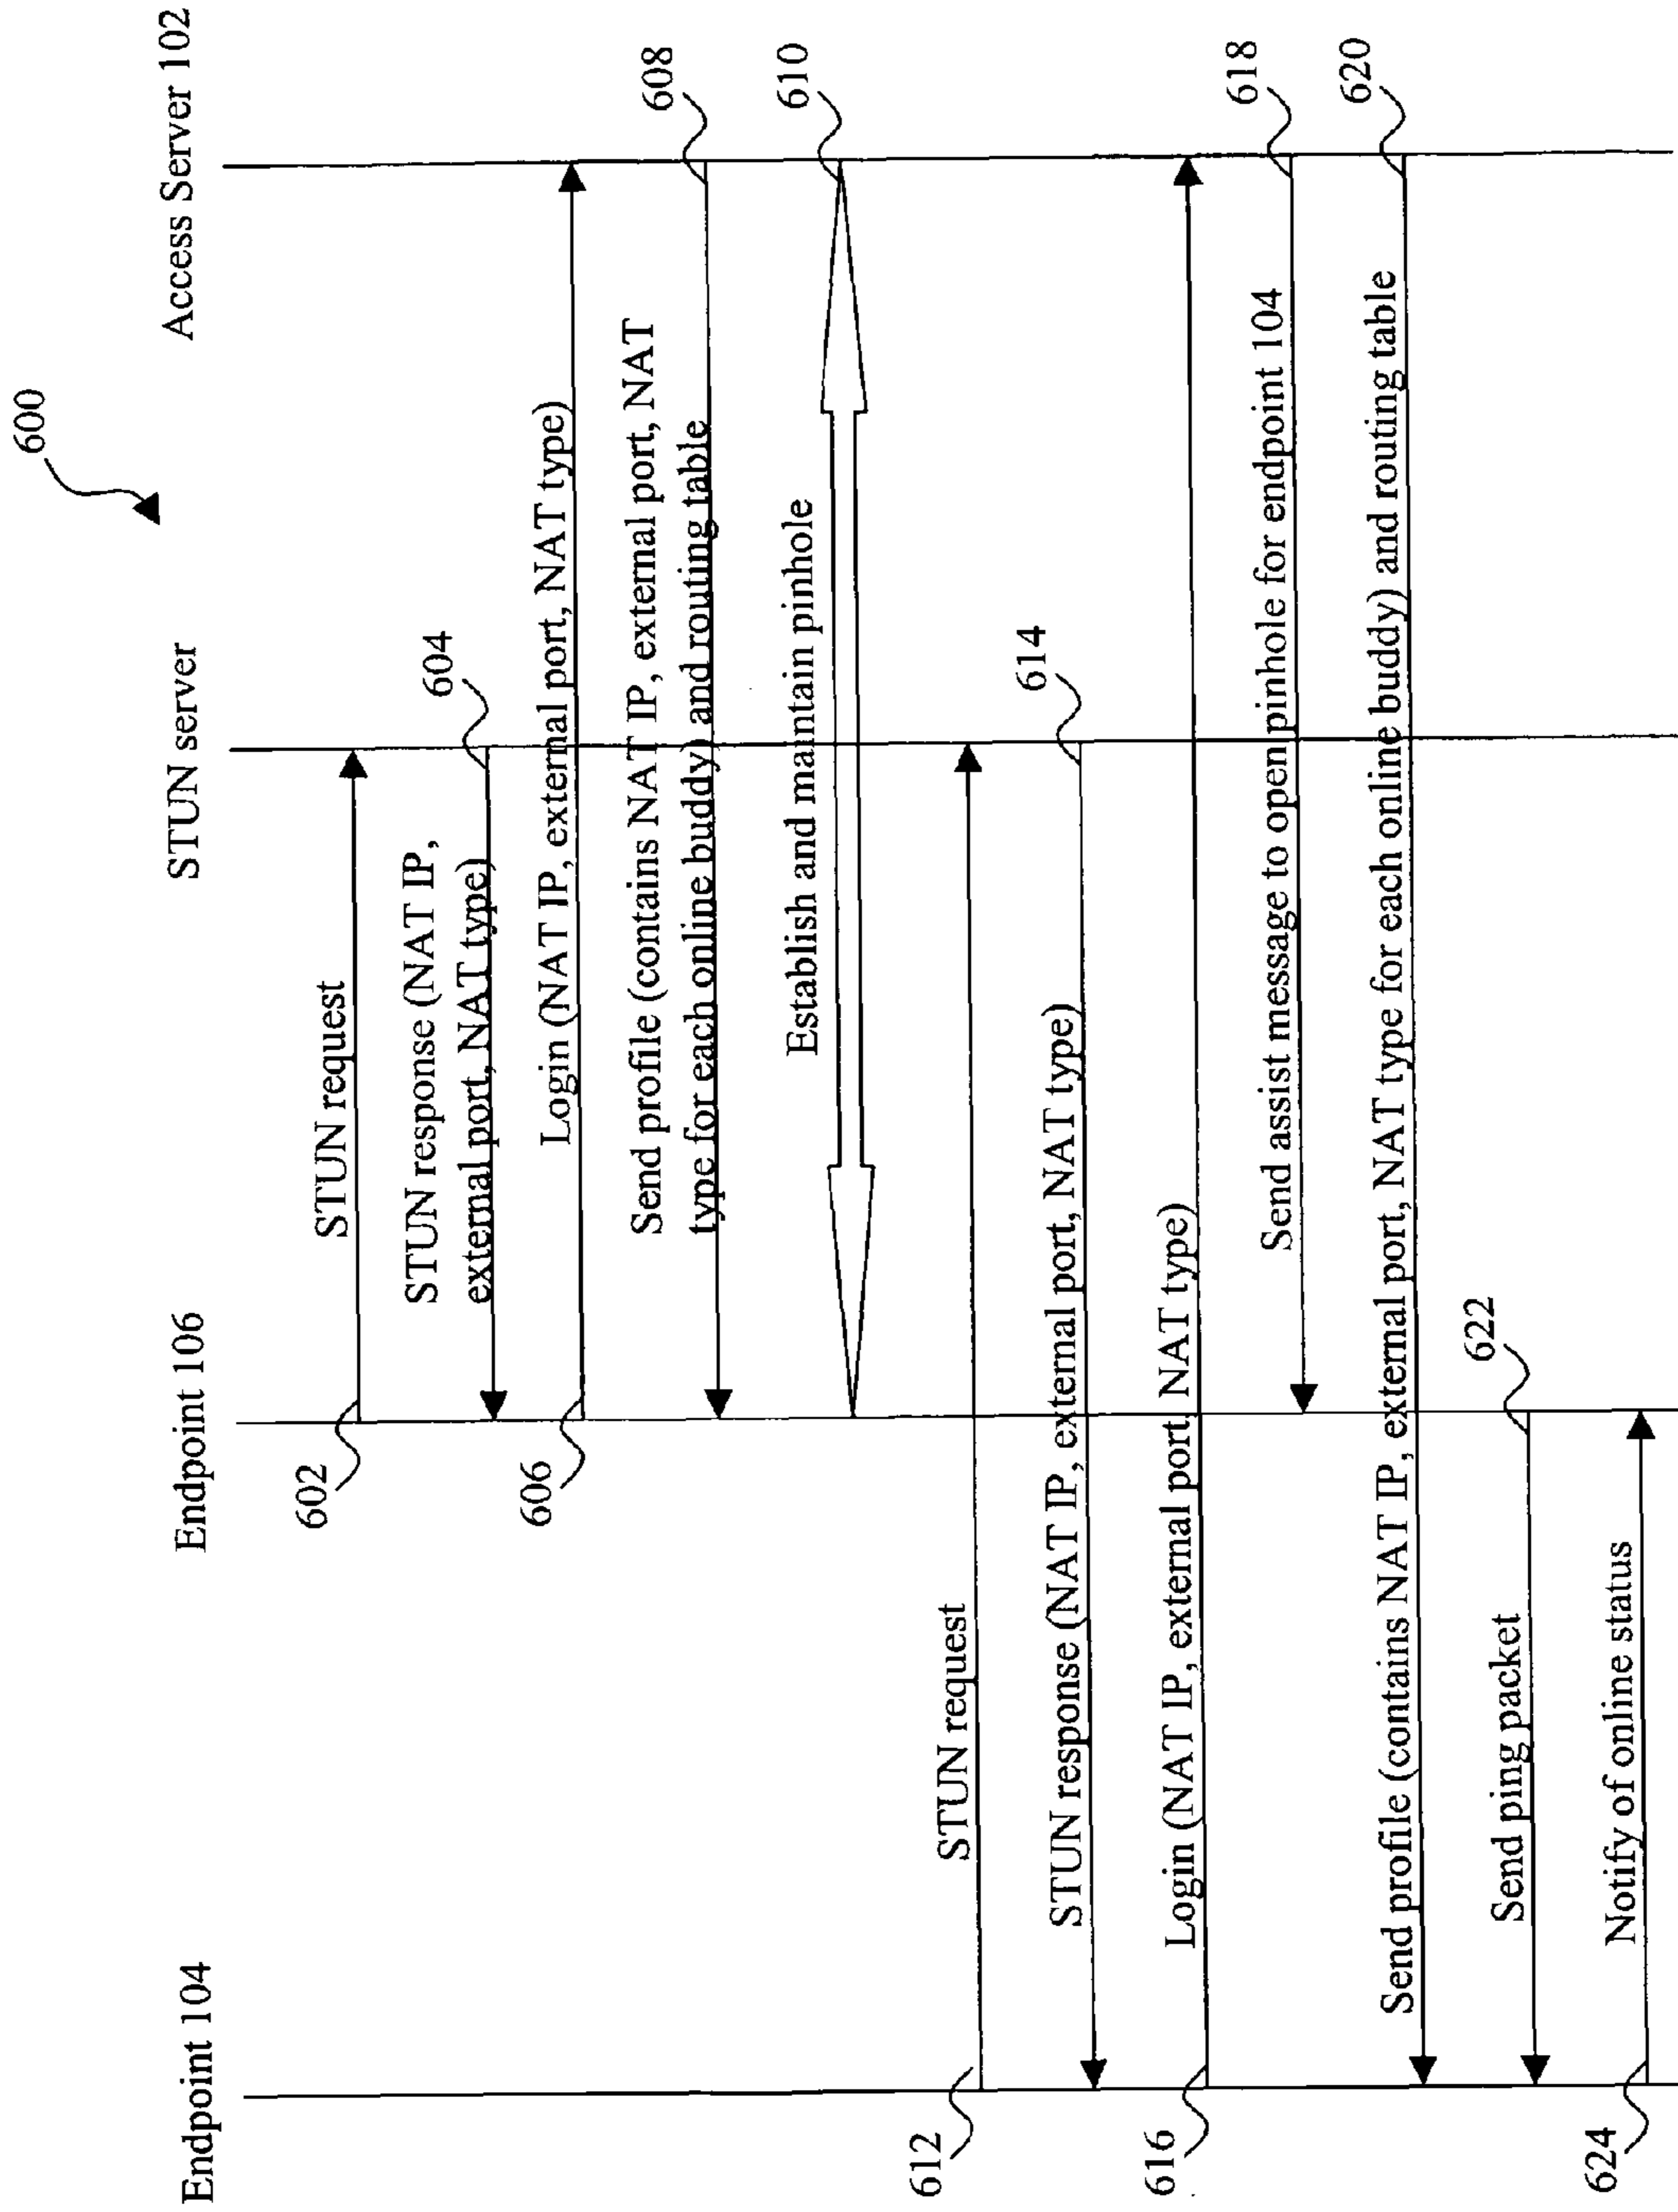 600
Endpoint 104
Endpoint 106
STUN server
Access Server 102
STUN request
602
STUN response (NAT IP,
external port, NAT type)
604
Login (NAT IP, external port, NAT type)
606
Send profile (contains NAT IP, external port, NAT
type for each online buddy) and routing table
608
Establish and maintain pinhole
610
STUN request
612
STUN response (NAT IP, external port, NAT type)
614
Login (NAT IP, external port, NAT type)
616
Send assist message to open pinhole for endpoint 104
618
Send profile (contains NAT IP, external port, NAT type for each online buddy) and routing table
620
Send ping packet
622
Notify of online status
624